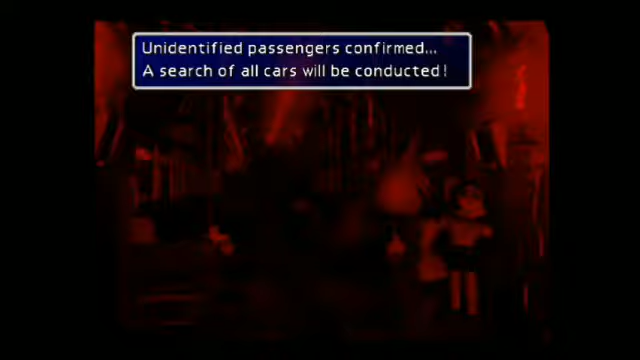 Unidentified passengers confirmed...
A search of all cars will be conducted!